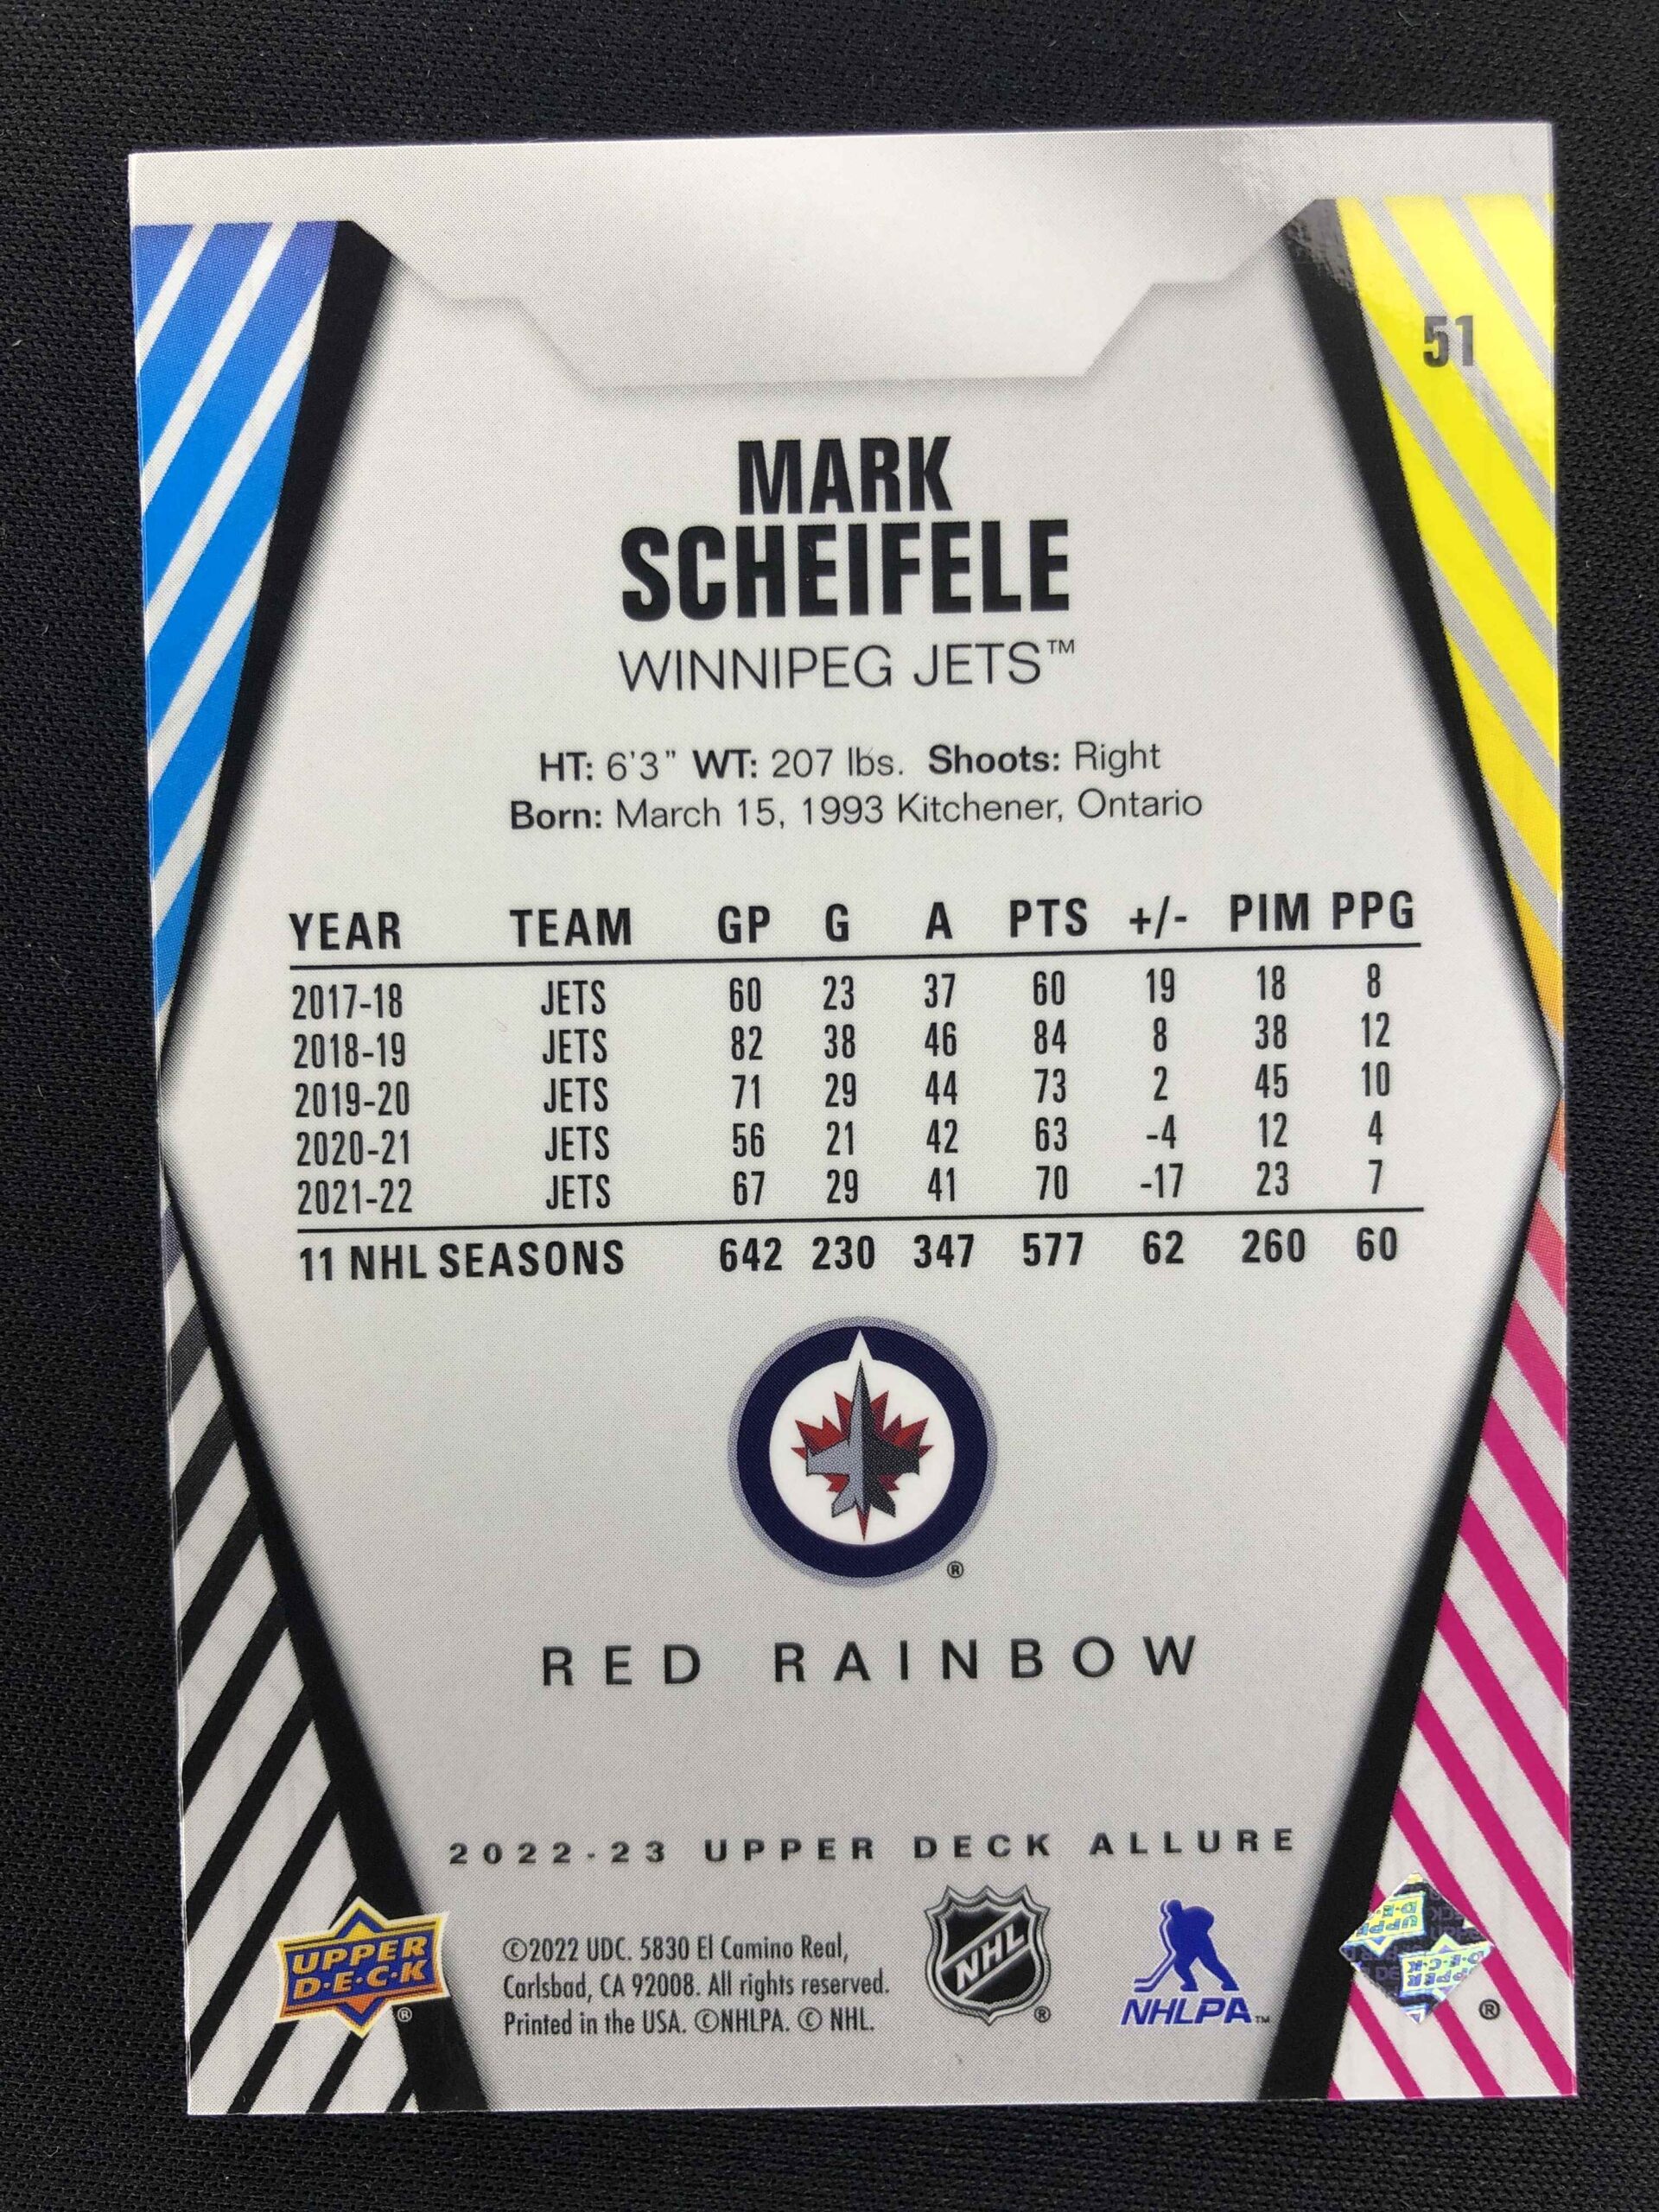 51
MARK
SCHEIFELE
WINNIPEG JETS™
HT: 6'3" WT: 207 lbs. Shoots: Right
Born: March 15, 1993 Kitchener, Ontario
YEAR TEAM GP G A PTS +/- PIM PPG
2017-18 JETS 60 23 37 60 19 18 8
2018-19 JETS 82 38 46 84 8 38 12
2019-20 JETS 71 29 44 73 2 45 10
2020-21 JETS 56 21 42 63 -4 12 4
2021-22 JETS 67 29 41 70 -17 23 7
11 NHL SEASONS 642 230 347 577 62 260 60
®
RED RAINBOW
2022-23 UPPER DECK ALLURE
UPPER
D·E·C·K
®
©2022 UDC. 5830 El Camino Real,
Carlsbad, CA 92008. All rights reserved.
Printed in the USA. ©NHLPA. © NHL.
NHL
®
NHLPA™
UPPER
D·E·C·K
®